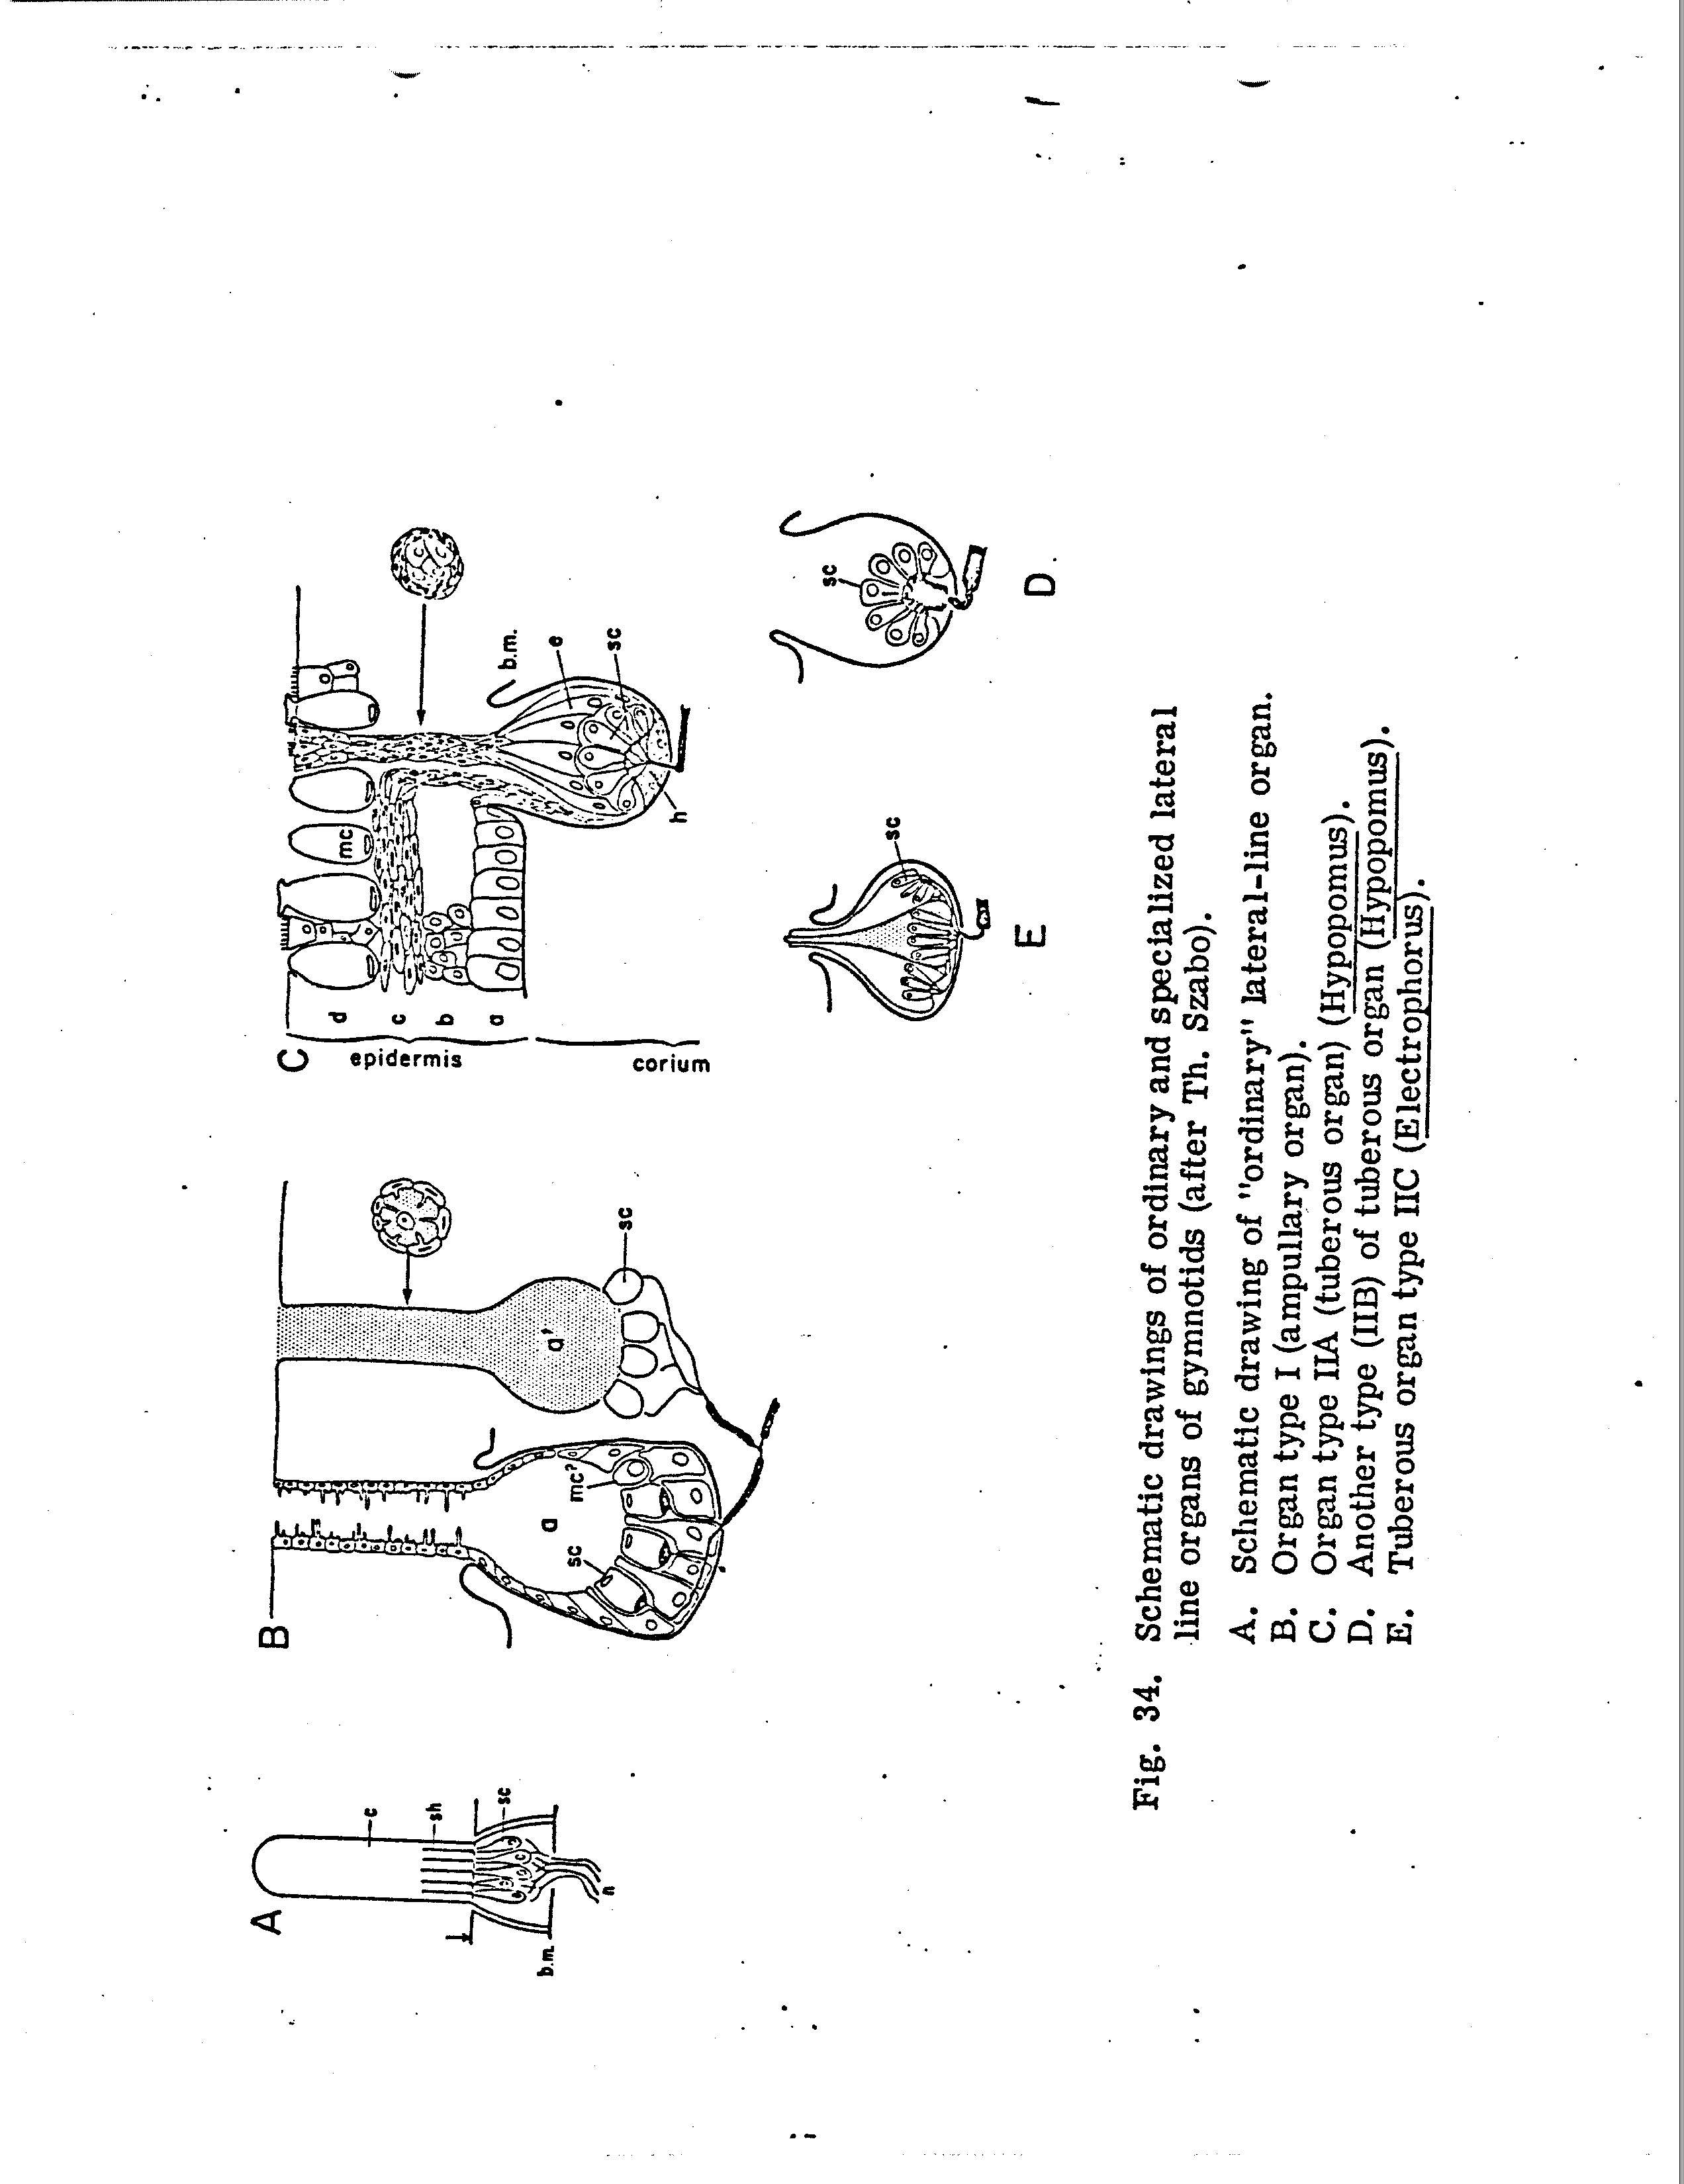 A
c
sh
sc
b.m.
n
B
a
sc
mc?
a'
sc
C
epidermis
corium
d
c
b
a
mc
b.m.
e
sc
h
E
sc
D
sc
Fig. 34. Schematic drawings of ordinary and specialized lateral
line organs of gymnotids (after Th. Szabo).
A. Schematic drawing of "ordinary" lateral-line organ.
B. Organ type I (ampullary organ).
C. Organ type IIA (tuberous organ) (Hypopomus).
D. Another type (IIB) of tuberous organ (Hypopomus).
E. Tuberous organ type IIC (Electrophorus).